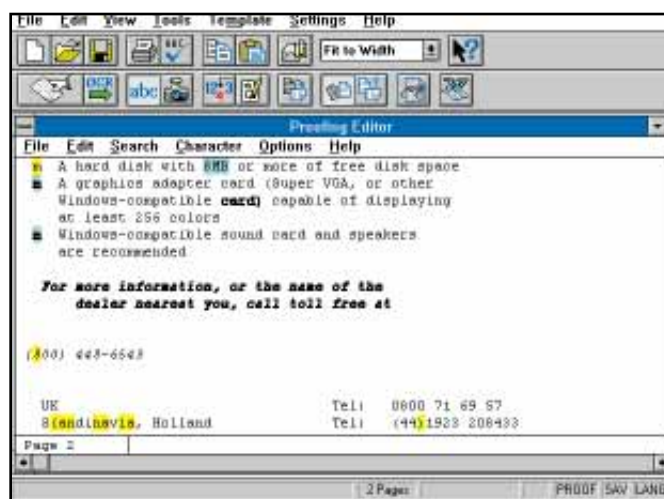 File Edit View Tools Template Settings Help
ABC
Fit to Width
OCR
abc
Proofing Editor
File Edit Search Character Options Help
m A hard disk with 8MB or more of free disk space
m A graphics adapter card (Super VGA, or other
Windows-compatible card) capable of displaying
at least 256 colors
m Windows-compatible sound card and speakers
are recommended
For more information, or the name of the
dealer nearest you, call toll free at
(800) 448-6543
UK Tel: 0800 71 69 57
S(andinavia, Holland Tel: (44)1923 208433
Page 2
2 Pages PROOF SAV LANG